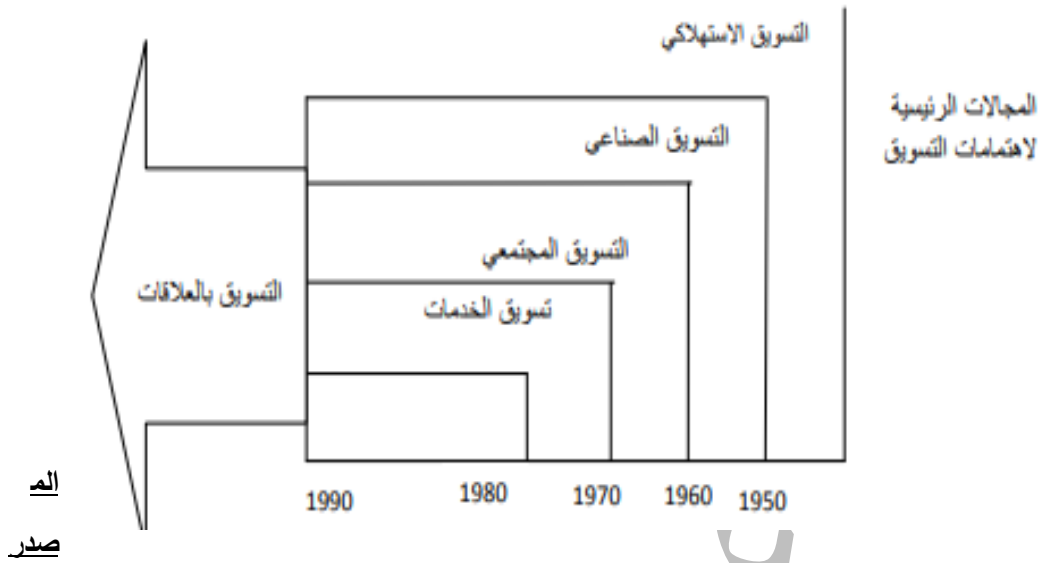 التسويق الاستهلاكي
المجالات الرئيسية
لاهتمامات التسويق
التسويق الصناعي
التسويق المجتمعي
التسويق بالعلاقات
تسويق الخدمات
1950
1960
1970
1980
1990
المـ
صدر